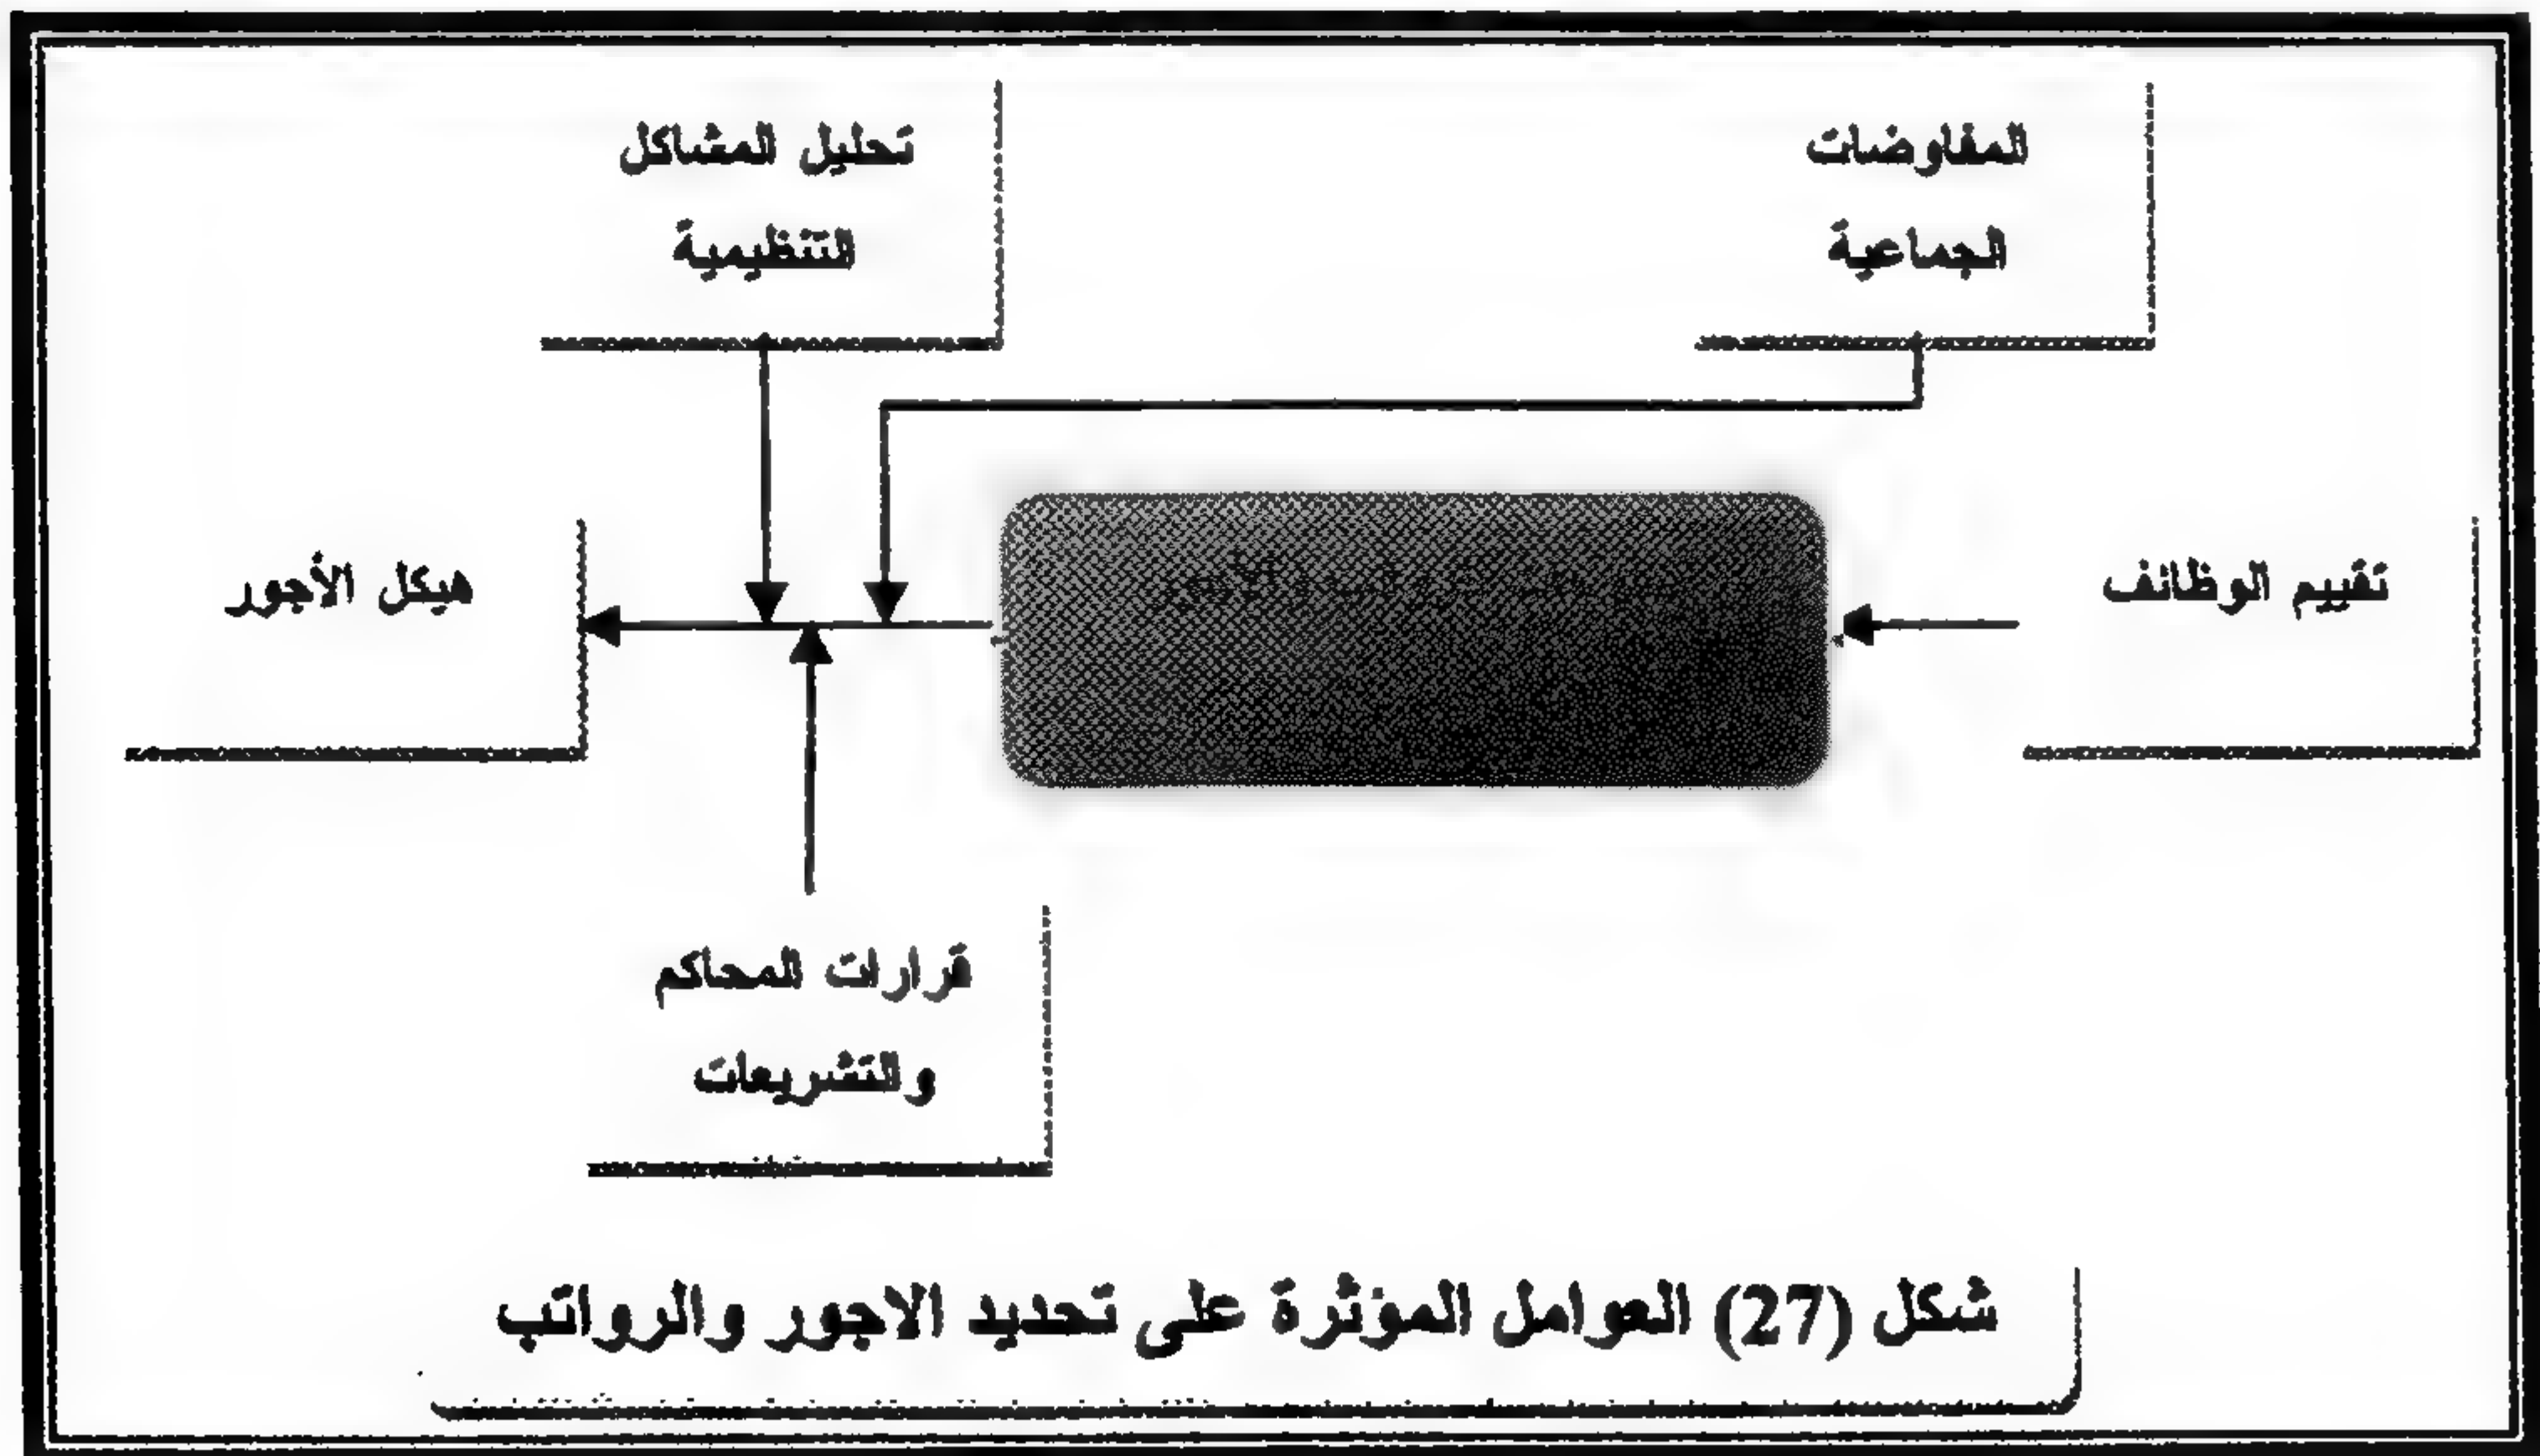 المفاوضات
الجماعية
تحليل المشاكل
التنظيمية
تقييم الوظائف
هيكل الأجور
قرارات المحاكم
والتشريعات
شكل (27) العوامل المؤثرة على تحديد الاجور والرواتب